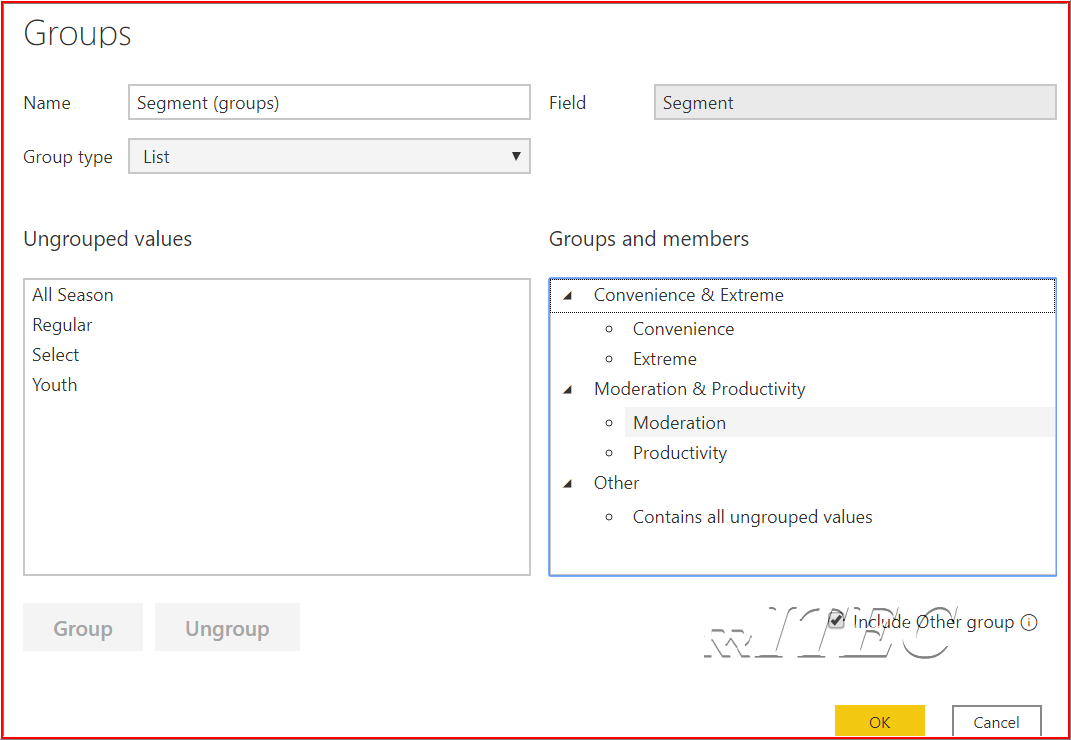 Groups
Name Segment (groups) Field Segment
Group type List
Ungrouped values
All Season
Regular
Select
Youth
Groups and members
Convenience & Extreme
Convenience
Extreme
Moderation & Productivity
Moderation
Productivity
Other
Contains all ungrouped values
Group Ungroup
Include Other group
OK Cancel